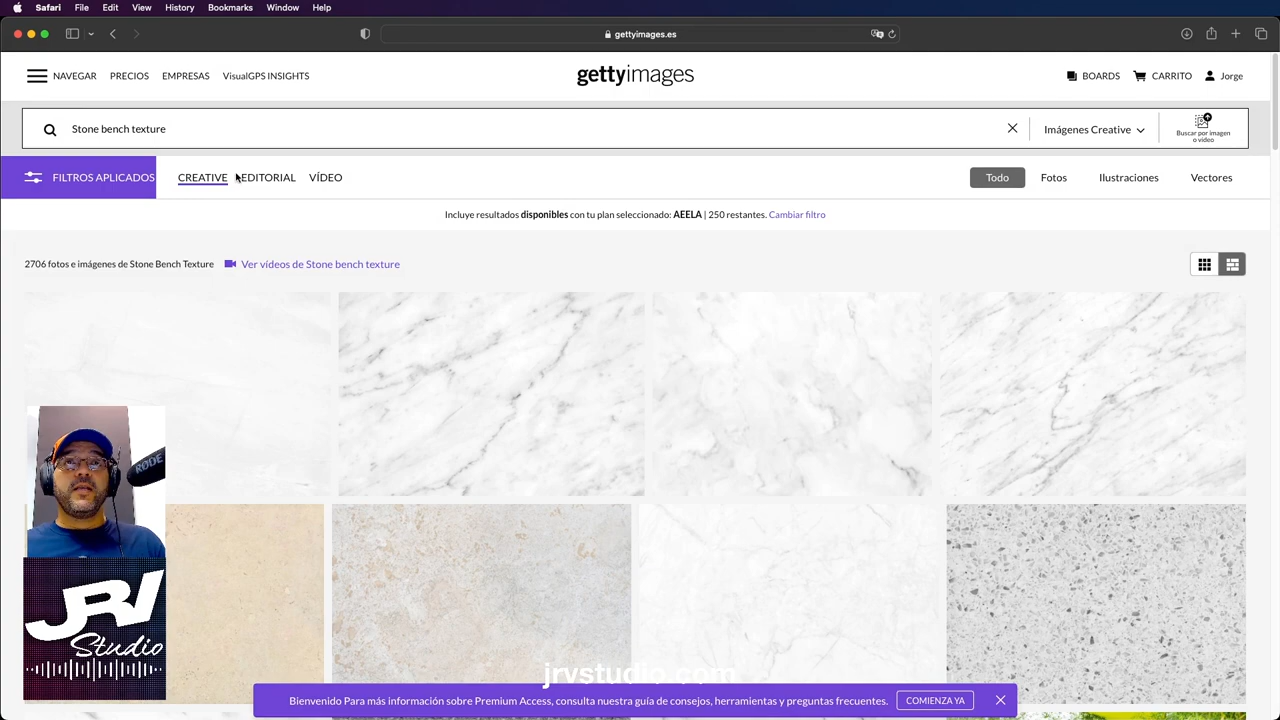 Safari File Edit View History Bookmarks Window Help
gettyimages.es
NAVEGAR PRECIOS EMPRESAS VisualGPS INSIGHTS
gettyimages
BOARDS CARRITO Jorge
Stone bench texture
Imágenes Creative
Buscar por imagen
o vídeo
FILTROS APLICADOS
CREATIVE EDITORIAL VÍDEO
Todo Fotos Ilustraciones Vectores
Incluye resultados disponibles con tu plan seleccionado: AEELA | 250 restantes. Cambiar filtro
2706 fotos e imágenes de Stone Bench Texture
Ver vídeos de Stone bench texture
RØDE
JRV
Studio
jrvstudio.com
Bienvenido Para más información sobre Premium Access, consulta nuestra guía de consejos, herramientas y preguntas frecuentes.
COMIENZA YA